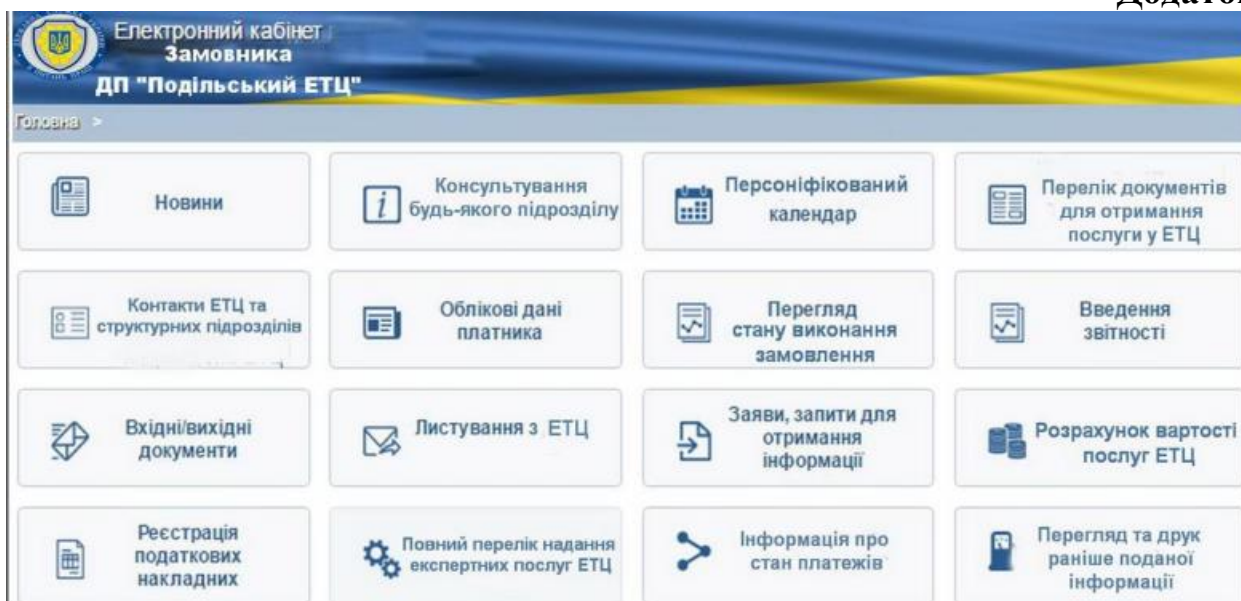 Електронний кабінет
Замовника
ДП "Подільський ЕТЦ"
Головна >
Новини
Консультування
будь-якого підрозділу
Персоніфікований
календар
Перелік документів
для отримання
послуги у ЕТЦ
Контакти ЕТЦ та
структурних підрозділів
Облікові дані
платника
Перегляд
стану виконання
замовлення
Введення
звітності
Вхідні/вихідні
документи
Листування з ЕТЦ
Заяви, запити для
отримання
інформації
Розрахунок вартості
послуг ЕТЦ
Реєстрація
податкових
накладних
Повний перелік надання
експертних послуг ЕТЦ
Інформація про
стан платежів
Перегляд та друк
раніше поданої
інформації